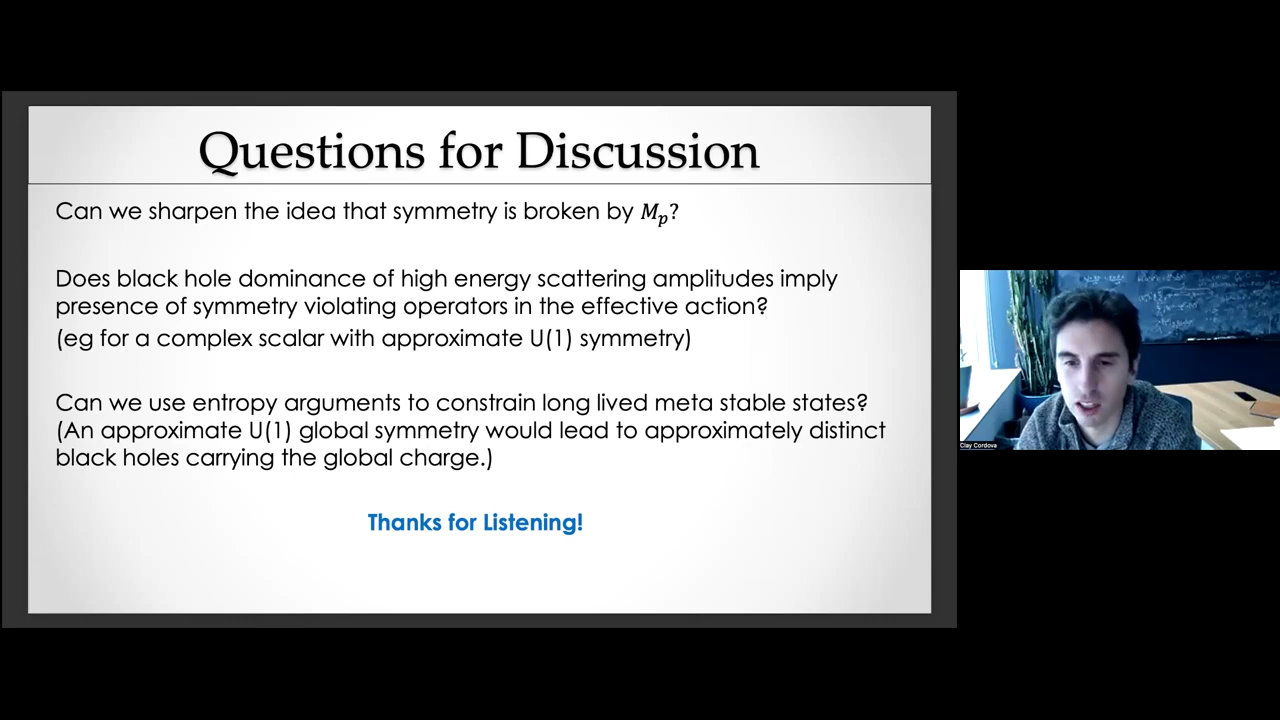 Questions for Discussion
Can we sharpen the idea that symmetry is broken by Mₚ?
Does black hole dominance of high energy scattering amplitudes imply
presence of symmetry violating operators in the effective action?
(eg for a complex scalar with approximate U(1) symmetry)
Can we use entropy arguments to constrain long lived meta stable states?
(An approximate U(1) global symmetry would lead to approximately distinct
black holes carrying the global charge.)
Thanks for Listening!
Clay Cordova